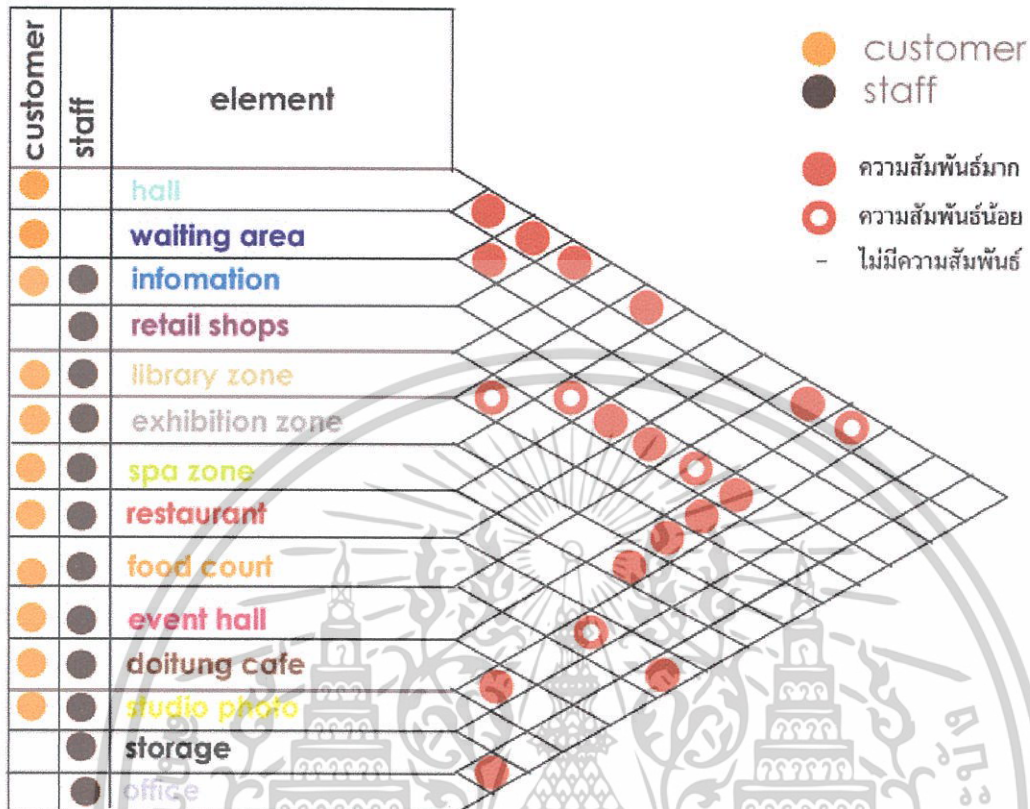 customer
staff
element
hall
waiting area
infomation
retail shops
library zone
exhibition zone
spa zone
restaurant
food court
event hall
doitung cafe
studio photo
storage
office
customer
staff
ความสัมพันธ์มาก
ความสัมพันธ์น้อย
- ไม่มีความสัมพันธ์